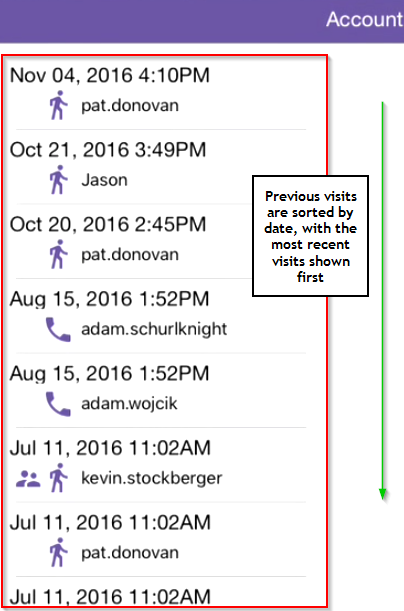 Account
Nov 04, 2016 4:10PM
pat.donovan
Oct 21, 2016 3:49PM
Jason
Oct 20, 2016 2:45PM
pat.donovan
Aug 15, 2016 1:52PM
adam.schurlknight
Aug 15, 2016 1:52PM
adam.wojcik
Jul 11, 2016 11:02AM
kevin.stockberger
Jul 11, 2016 11:02AM
pat.donovan
Jul 11, 2016 11:02AM
Previous visits
are sorted by
date, with the
most recent
visits shown
first